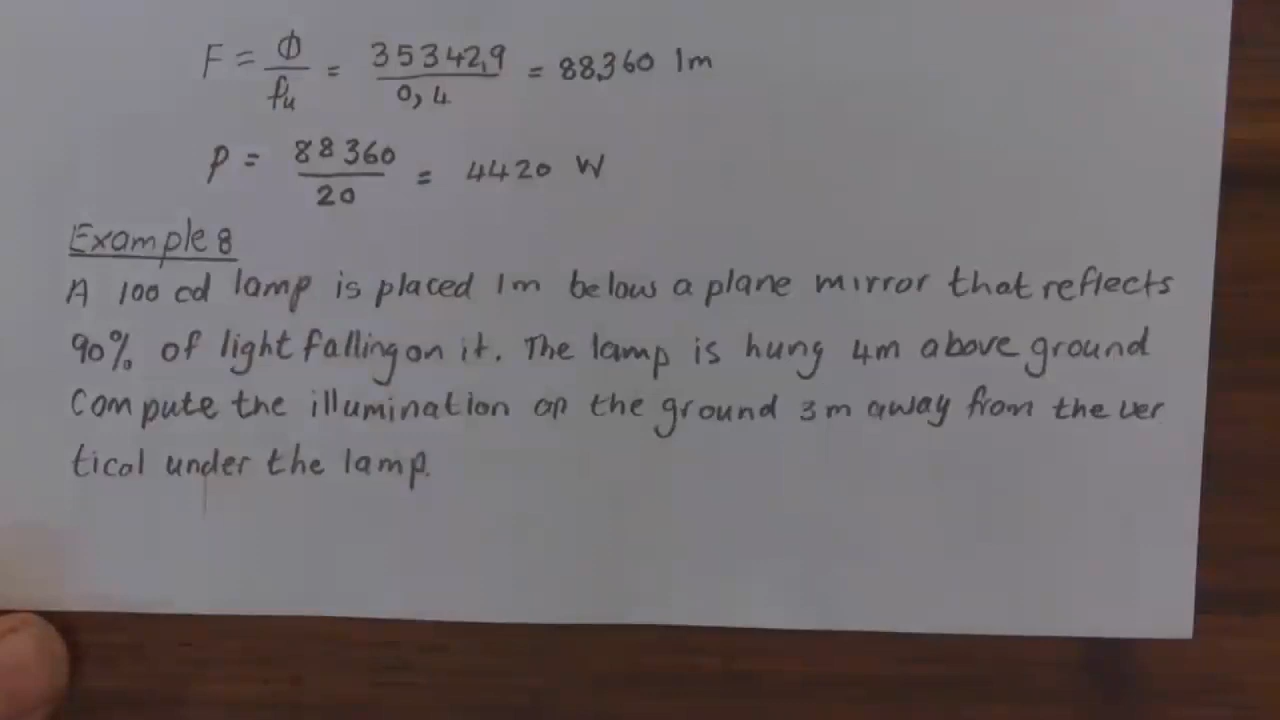 F = Φ/fu = 35342,9/0,4 = 88,360 lm
P = 88360/20 = 4420 W
Example 8
A 100 cd lamp is placed 1m below a plane mirror that reflects
90% of light falling on it. The lamp is hung 4m above ground
Compute the illumination on the ground 3m away from the ver
tical under the lamp.